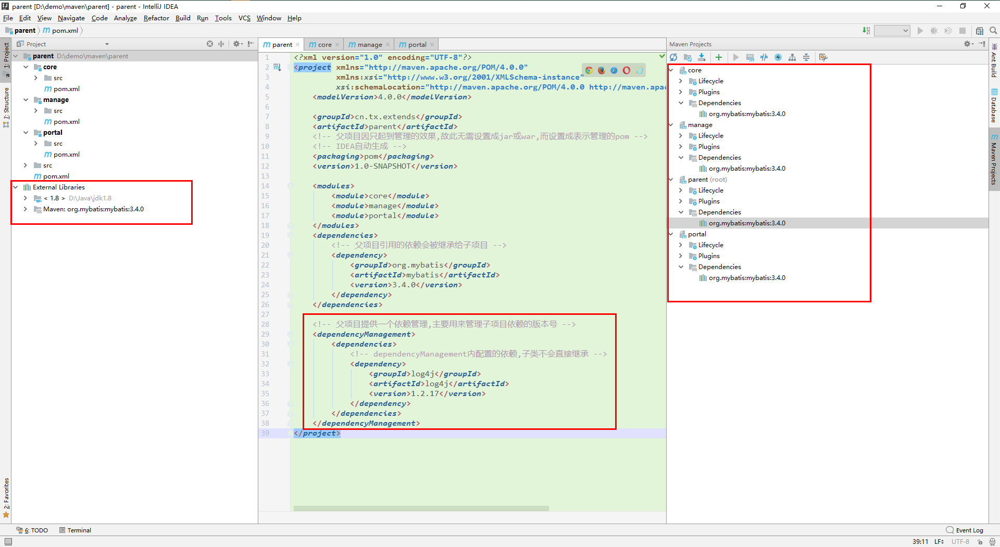 parent [D:\demo\maven\parent] - parent - IntelliJ IDEA
File Edit View Navigate Code Analyze Refactor Build Run Tools VCS Window Help
parent pom.xml
1: Project
7: Structure
2: Favorites
Project
parent D:\demo\maven\parent
core
src
pom.xml
manage
src
pom.xml
portal
src
pom.xml
src
pom.xml
External Libraries
< 1.8 > D:\Java\jdk1.8
Maven: org.mybatis:mybatis:3.4.0
parent core manage portal
1 <?xml version="1.0" encoding="UTF-8"?>
2 <project xmlns="http://maven.apache.org/POM/4.0.0"
3 xmlns:xsi="http://www.w3.org/2001/XMLSchema-instance"
4 xsi:schemaLocation="http://maven.apache.org/POM/4.0.0 http://maven.apac
5 <modelVersion>4.0.0</modelVersion>
6
7 <groupId>cn.tx.extends</groupId>
8 <artifactId>parent</artifactId>
9 <!-- 父项目因只起到管理的效果,故此无需设置成jar或war,而设置成表示管理的pom -->
10 <!-- IDEA自动生成 -->
11 <packaging>pom</packaging>
12 <version>1.0-SNAPSHOT</version>
13
14 <modules>
15 <module>core</module>
16 <module>manage</module>
17 <module>portal</module>
18 </modules>
19 <dependencies>
20 <!-- 父项目引用的依赖会被继承给子项目 -->
21 <dependency>
22 <groupId>org.mybatis</groupId>
23 <artifactId>mybatis</artifactId>
24 <version>3.4.0</version>
25 </dependency>
26 </dependencies>
27
28 <!-- 父项目提供一个依赖管理,主要用来管理子项目依赖的版本号 -->
29 <dependencyManagement>
30 <dependencies>
31 <!-- dependencyManagement内配置的依赖,子类不会直接继承 -->
32 <dependency>
33 <groupId>log4j</groupId>
34 <artifactId>log4j</artifactId>
35 <version>1.2.17</version>
36 </dependency>
37 </dependencies>
38 </dependencyManagement>
39 </project>
Maven Projects
core
Lifecycle
Plugins
Dependencies
org.mybatis:mybatis:3.4.0
manage
Lifecycle
Plugins
Dependencies
org.mybatis:mybatis:3.4.0
parent (root)
Lifecycle
Plugins
Dependencies
org.mybatis:mybatis:3.4.0
portal
Lifecycle
Plugins
Dependencies
org.mybatis:mybatis:3.4.0
Ant Build
Database
Maven Projects
6: TODO Terminal Event Log
39:11 LF UTF-8